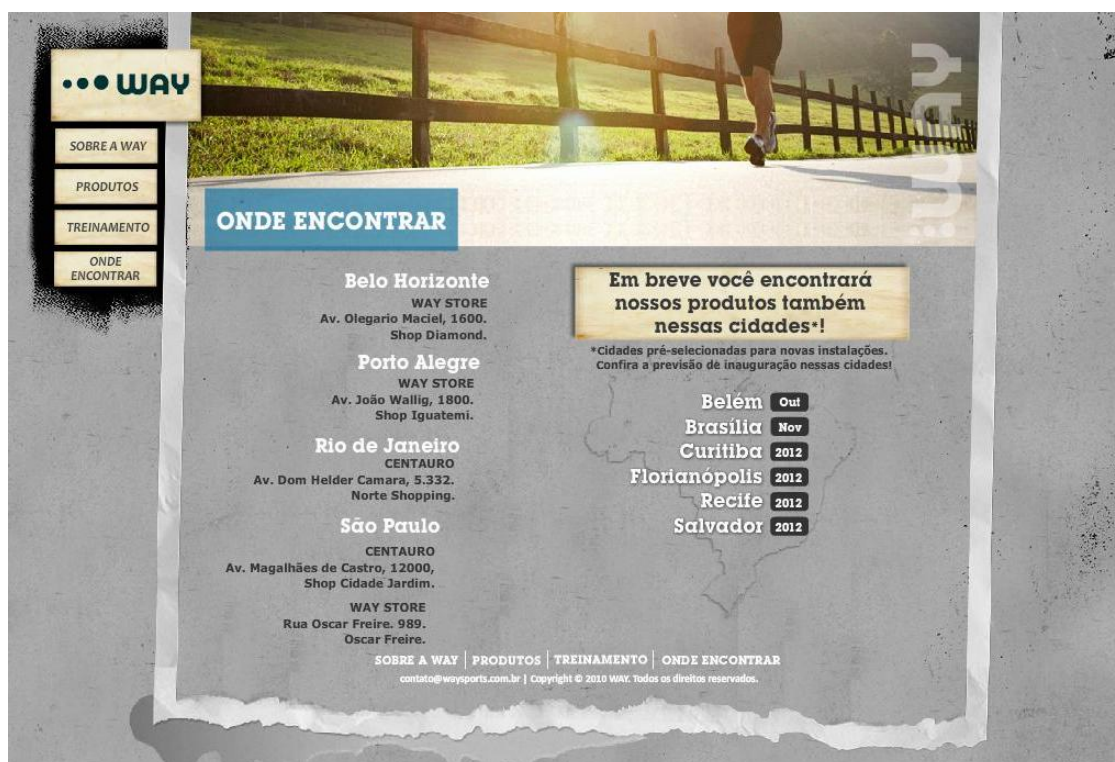 WAY
SOBRE A WAY
PRODUTOS
TREINAMENTO
ONDE
ENCONTRAR
WAY
ONDE ENCONTRAR
Belo Horizonte
WAY STORE
Av. Olegario Maciel, 1600.
Shop Diamond.
Porto Alegre
WAY STORE
Av. João Wallig, 1800.
Shop Iguatemi.
Rio de Janeiro
CENTAURO
Av. Dom Helder Camara, 5.332.
Norte Shopping.
São Paulo
CENTAURO
Av. Magalhães de Castro, 12000,
Shop Cidade Jardim.
WAY STORE
Rua Oscar Freire. 989.
Oscar Freire.
Em breve você encontrará
nossos produtos também
nessas cidades*!
*Cidades pré-selecionadas para novas instalações.
Confira a previsão de inauguração nessas cidades!
Belém Out
Brasília Nov
Curitiba 2012
Florianópolis 2012
Recife 2012
Salvador 2012
SOBRE A WAY | PRODUTOS | TREINAMENTO | ONDE ENCONTRAR
contato@waysports.com.br | Copyright © 2010 WAY. Todos os direitos reservados.